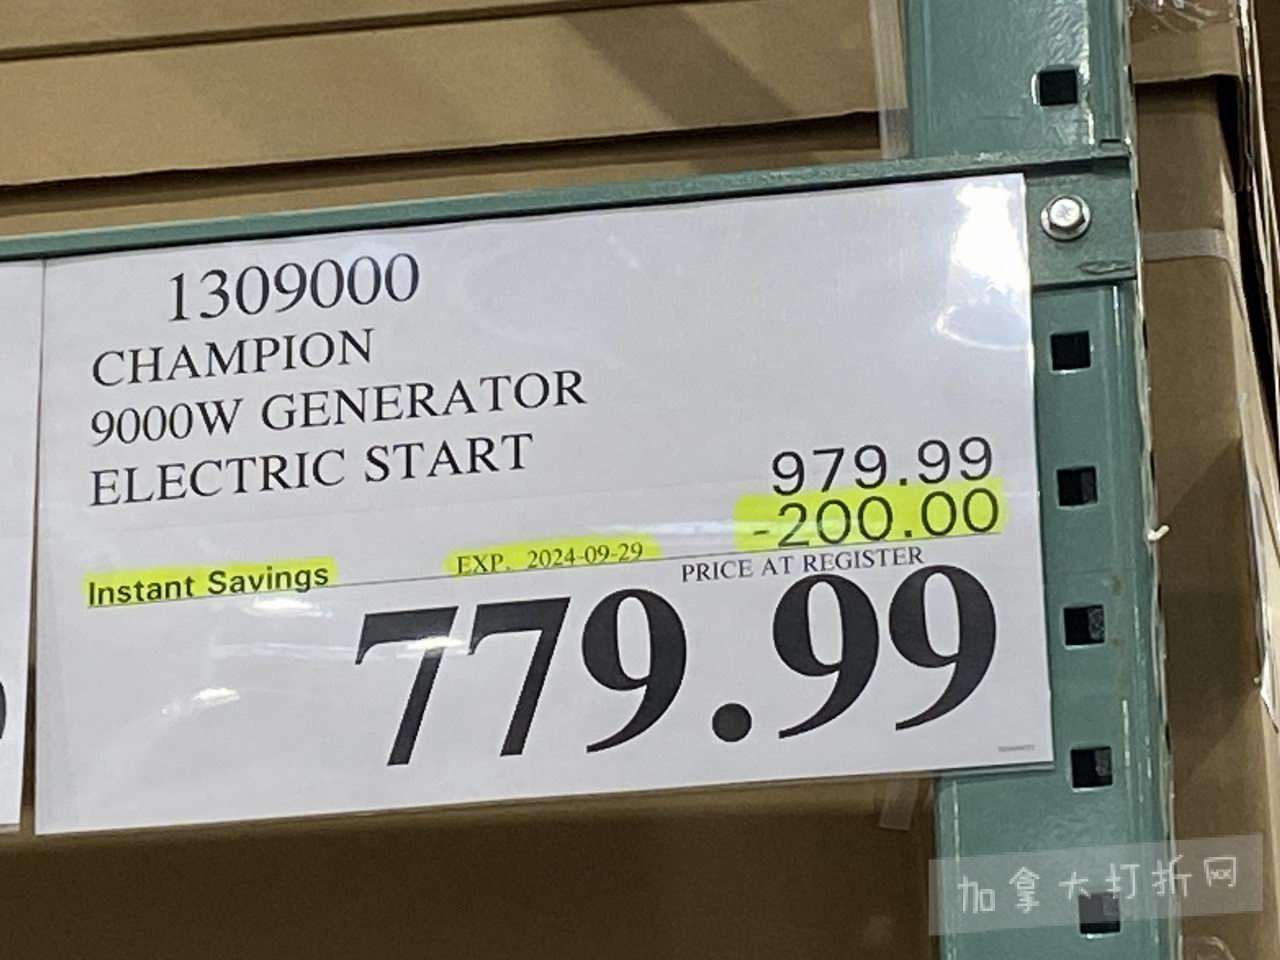 1309000
CHAMPION
9000W GENERATOR
ELECTRIC START
979.99
-200.00
Instant Savings EXP. 2024-09-29
PRICE AT REGISTER
779.99
加拿大打折网